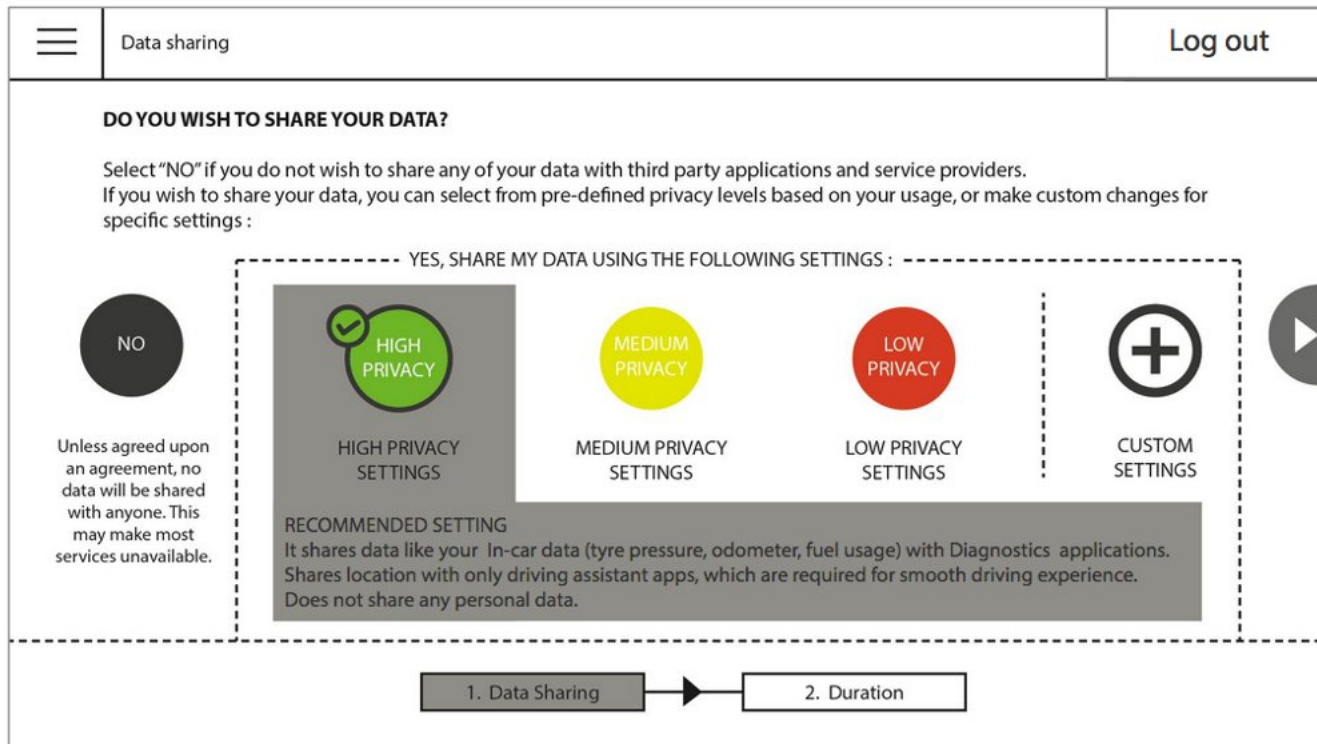 Data sharing
Log out
DO YOU WISH TO SHARE YOUR DATA?
Select “NO” if you do not wish to share any of your data with third party applications and service providers.
If you wish to share your data, you can select from pre-defined privacy levels based on your usage, or make custom changes for
specific settings :
YES, SHARE MY DATA USING THE FOLLOWING SETTINGS :
NO
Unless agreed upon
an agreement, no
data will be shared
with anyone. This
may make most
services unavailable.
HIGH
PRIVACY
HIGH PRIVACY
SETTINGS
MEDIUM
PRIVACY
MEDIUM PRIVACY
SETTINGS
LOW
PRIVACY
LOW PRIVACY
SETTINGS
CUSTOM
SETTINGS
RECOMMENDED SETTING
It shares data like your In-car data (tyre pressure, odometer, fuel usage) with Diagnostics applications.
Shares location with only driving assistant apps, which are required for smooth driving experience.
Does not share any personal data.
1. Data Sharing
2. Duration